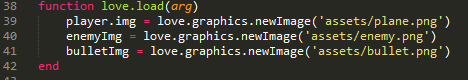 38 function love.load(arg)
39 player.img = love.graphics.newImage('assets/plane.png')
40 enemyImg = love.graphics.newImage('assets/enemy.png')
41 bulletImg = love.graphics.newImage('assets/bullet.png')
42 end